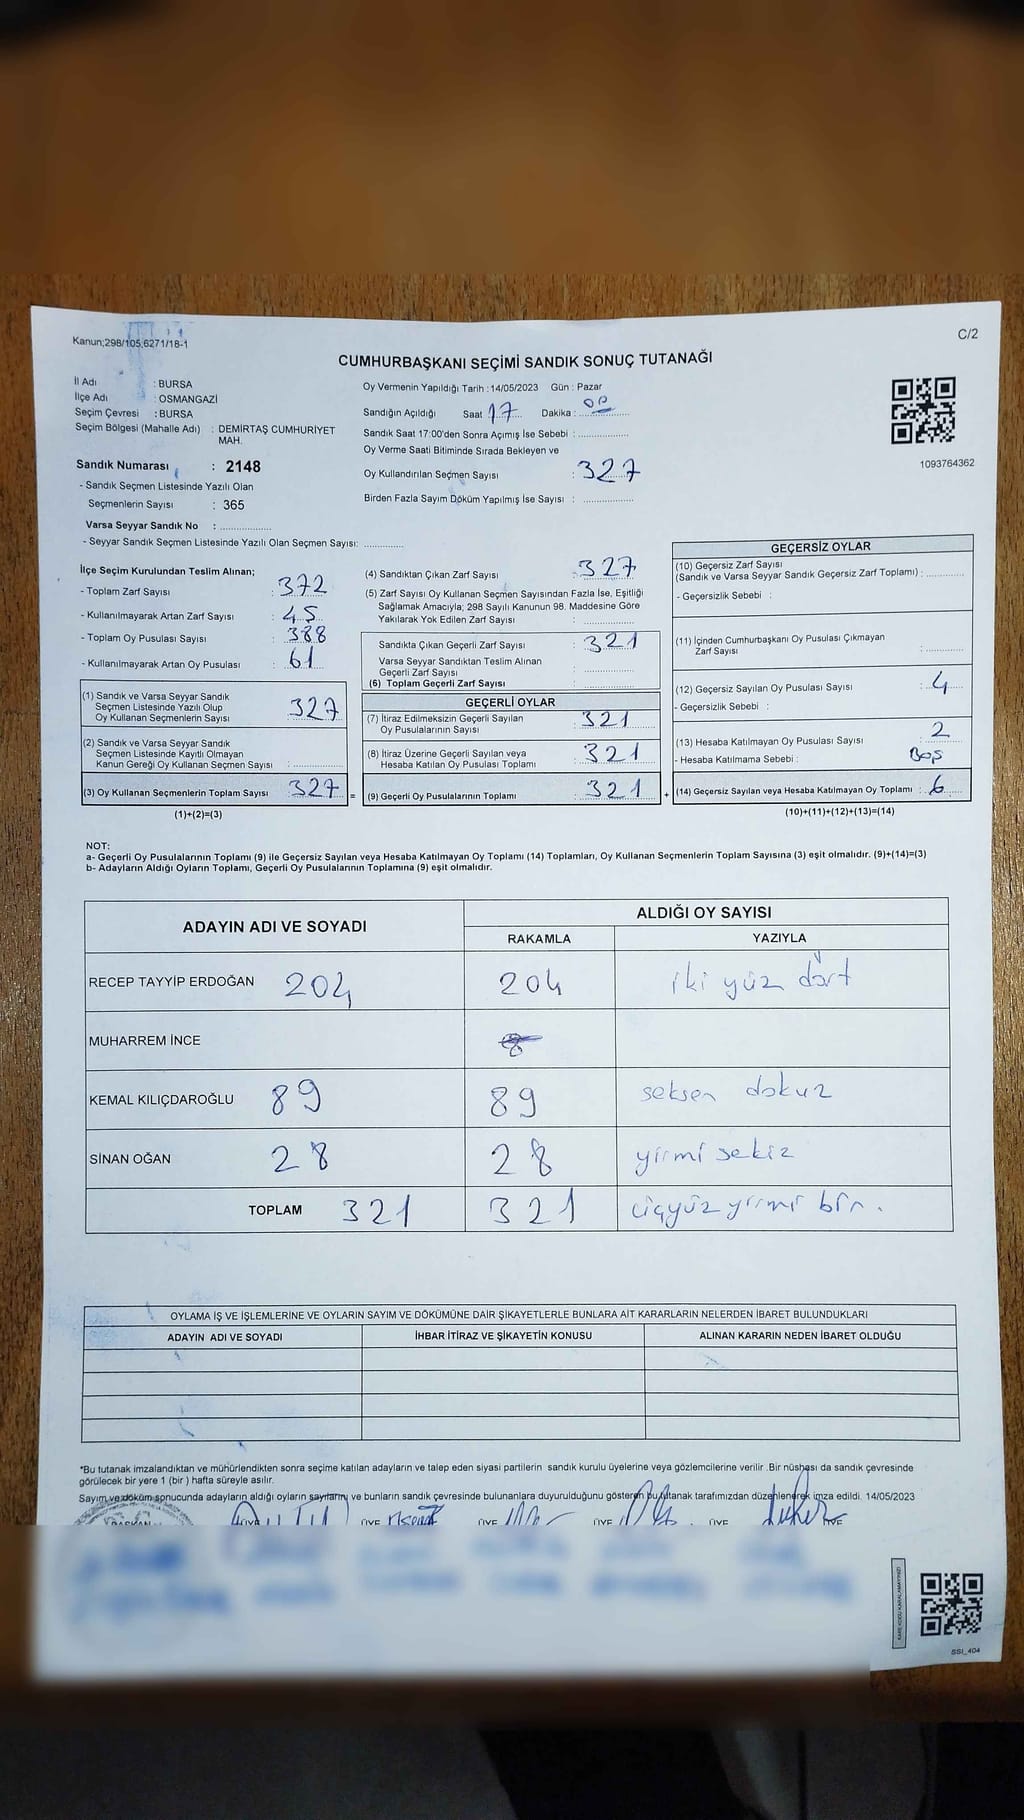 Kanun;298/105,6271/18-1
C/2
CUMHURBAŞKANI SEÇİMİ SANDIK SONUÇ TUTANAĞI
İl Adı : BURSA
İlçe Adı : OSMANGAZİ
Seçim Çevresi : BURSA
Seçim Bölgesi (Mahalle Adı) : DEMİRTAŞ CUMHURİYET
MAH.
Sandık Numarası : 2148
- Sandık Seçmen Listesinde Yazılı Olan
Seçmenlerin Sayısı : 365
Varsa Seyyar Sandık No : ..................
- Seyyar Sandık Seçmen Listesinde Yazılı Olan Seçmen Sayısı: .............
Oy Vermenin Yapıldığı Tarih : 14/05/2023 Gün : Pazar
Sandığın Açıldığı Saat 17 Dakika : 00
Sandık Saat 17:00'den Sonra Açımış İse Sebebi : .................
Oy Verme Saati Bitiminde Sırada Bekleyen ve
Oy Kullandırılan Seçmen Sayısı : 327
Birden Fazla Sayım Döküm Yapılmış İse Sayısı : .................
1093764362
İlçe Seçim Kurulundan Teslim Alınan;
- Toplam Zarf Sayısı : 372
- Kullanılmayarak Artan Zarf Sayısı : 45
- Toplam Oy Pusulası Sayısı : 388
- Kullanılmayarak Artan Oy Pusulası : 61
(1) Sandık ve Varsa Seyyar Sandık
Seçmen Listesinde Yazılı Olup
Oy Kullanan Seçmenlerin Sayısı : 327
(2) Sandık ve Varsa Seyyar Sandık
Seçmen Listesinde Kayıtlı Olmayan
Kanun Gereği Oy Kullanan Seçmen Sayısı : .................
(3) Oy Kullanan Seçmenlerin Toplam Sayısı : 327 =
(1)+(2)=(3)
(4) Sandıktan Çıkan Zarf Sayısı : 327
(5) Zarf Sayısı Oy Kullanan Seçmen Sayısından Fazla İse, Eşitliği
Sağlamak Amacıyla; 298 Sayılı Kanunun 98. Maddesine Göre
Yakılarak Yok Edilen Zarf Sayısı : .................
Sandıkta Çıkan Geçerli Zarf Sayısı : 321
Varsa Seyyar Sandıktan Teslim Alınan
Geçerli Zarf Sayısı : .................
(6) Toplam Geçerli Zarf Sayısı : .................
GEÇERLİ OYLAR
(7) İtiraz Edilmeksizin Geçerli Sayılan
Oy Pusulalarının Sayısı : 321
(8) İtiraz Üzerine Geçerli Sayılan veya
Hesaba Katılan Oy Pusulası Toplamı : 321
(9) Geçerli Oy Pusulalarının Toplamı : 321 +
GEÇERSİZ OYLAR
(10) Geçersiz Zarf Sayısı
(Sandık ve Varsa Seyyar Sandık Geçersiz Zarf Toplamı) : .............
- Geçersizlik Sebebi :
(11) İçinden Cumhurbaşkanı Oy Pusulası Çıkmayan
Zarf Sayısı : .............
(12) Geçersiz Sayılan Oy Pusulası Sayısı : 4
- Geçersizlik Sebebi :
(13) Hesaba Katılmayan Oy Pusulası Sayısı : 2
- Hesaba Katılmama Sebebi : Boş
(14) Geçersiz Sayılan veya Hesaba Katılmayan Oy Toplamı : 6
(10)+(11)+(12)+(13)=(14)
NOT:
a- Geçerli Oy Pusulalarının Toplamı (9) ile Geçersiz Sayılan veya Hesaba Katılmayan Oy Toplamı (14) Toplamları, Oy Kullanan Seçmenlerin Toplam Sayısına (3) eşit olmalıdır. (9)+(14)=(3)
b- Adayların Aldığı Oyların Toplamı, Geçerli Oy Pusulalarının Toplamına (9) eşit olmalıdır.
ADAYIN ADI VE SOYADI ALDIĞI OY SAYISI
RAKAMLA YAZIYLA
RECEP TAYYİP ERDOĞAN 204 204 iki yüz dört
MUHARREM İNCE
KEMAL KILIÇDAROĞLU 89 89 seksen dokuz
SİNAN OĞAN 28 28 yirmi sekiz
TOPLAM 321 321 üçyüz yirmi bir.
OYLAMA İŞ VE İŞLEMLERİNE VE OYLARIN SAYIM VE DÖKÜMÜNE DAİR ŞİKAYETLERLE BUNLARA AİT KARARLARIN NELERDEN İBARET BULUNDUKLARI
ADAYIN ADI VE SOYADI İHBAR İTİRAZ VE ŞİKAYETİN KONUSU ALINAN KARARIN NEDEN İBARET OLDUĞU
*Bu tutanak imzalandıktan ve mühürlendikten sonra seçime katılan adayların ve talep eden siyasi partilerin sandık kurulu üyelerine veya gözlemcilerine verilir .Bir nüshası da sandık çevresinde
görülecek bir yere 1 (bir ) hafta süreyle asılır.
Sayım ve döküm sonucunda adayların aldığı oyların sayılarını ve bunların sandık çevresinde bulunanlara duyurulduğunu gösteren bu tutanak tarafımızdan düzenlenerek imza edildi. 14/05/2023
BAŞKAN ÜYE ÜYE ÜYE ÜYE ÜYE ÜYE
KARE KODU KARALAMAYINIZ!
SSI_404